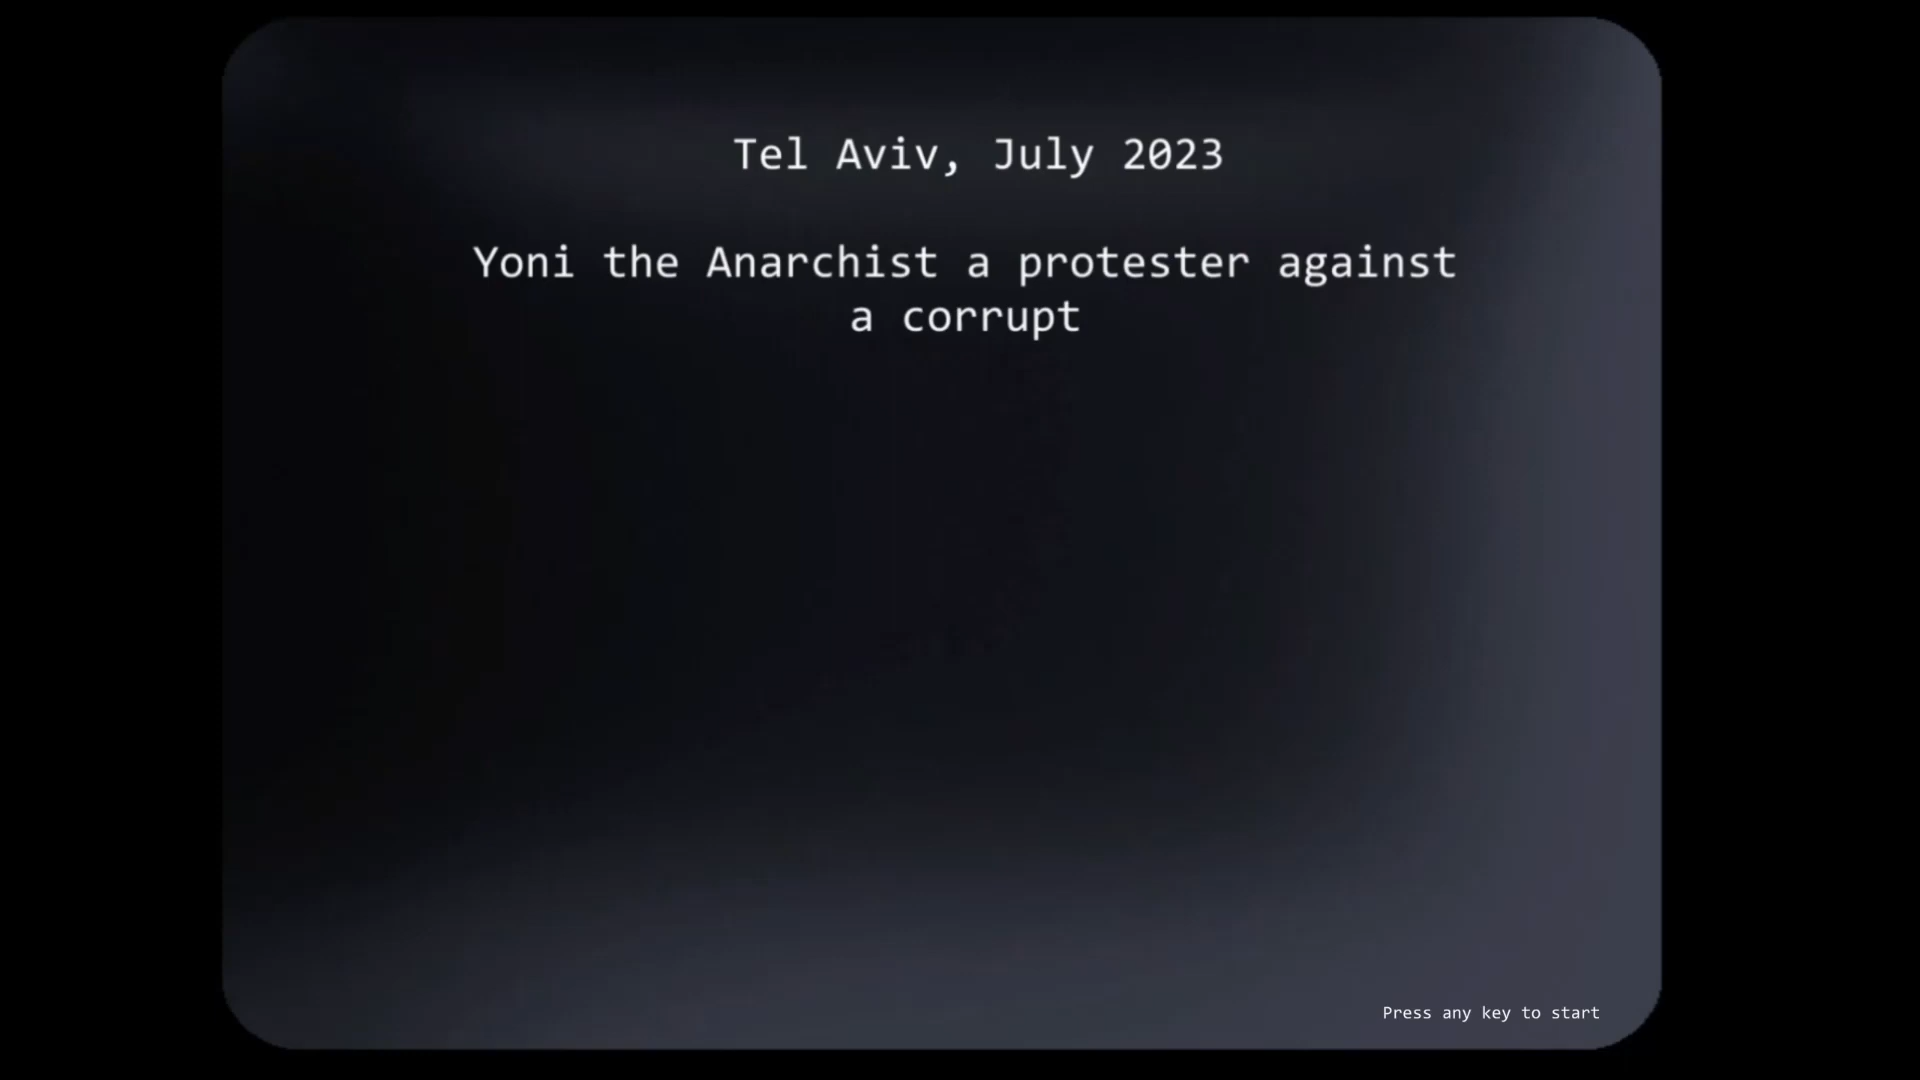 Tel Aviv, July 2023
Yoni the Anarchist a protester against
a corrupt
Press any key to start